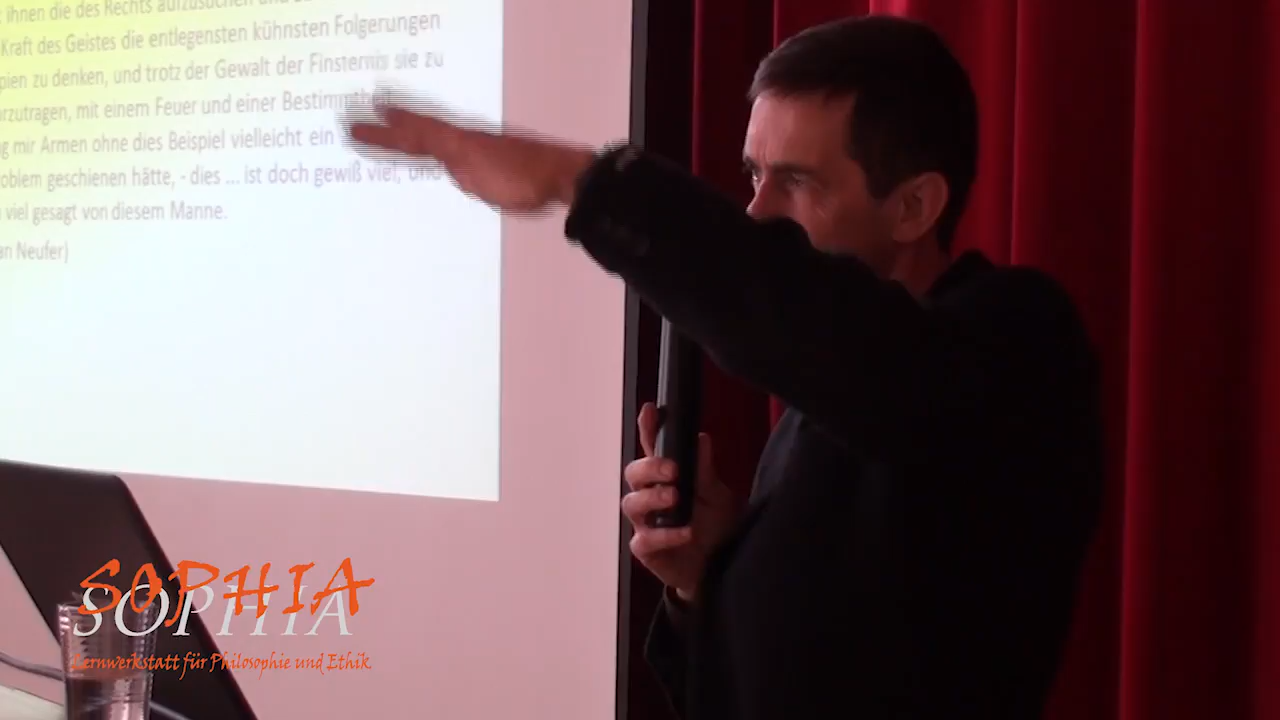 ihnen die des Rechts aufzusuchen und
Kraft des Geistes die entlegensten kühnsten Folgerungen
pien zu denken, und trotz der Gewalt der Finsternis sie zu
rzutragen, mit einem Feuer und einer Bestimmtheit
g mir Armen ohne dies Beispiel vielleicht ein
oblem geschienen hätte, - dies ... ist doch gewiß viel, und
viel gesagt von diesem Manne.
an Neufer)
SOPHIA
SOPHIA
Lernwerkstatt für Philosophie und Ethik